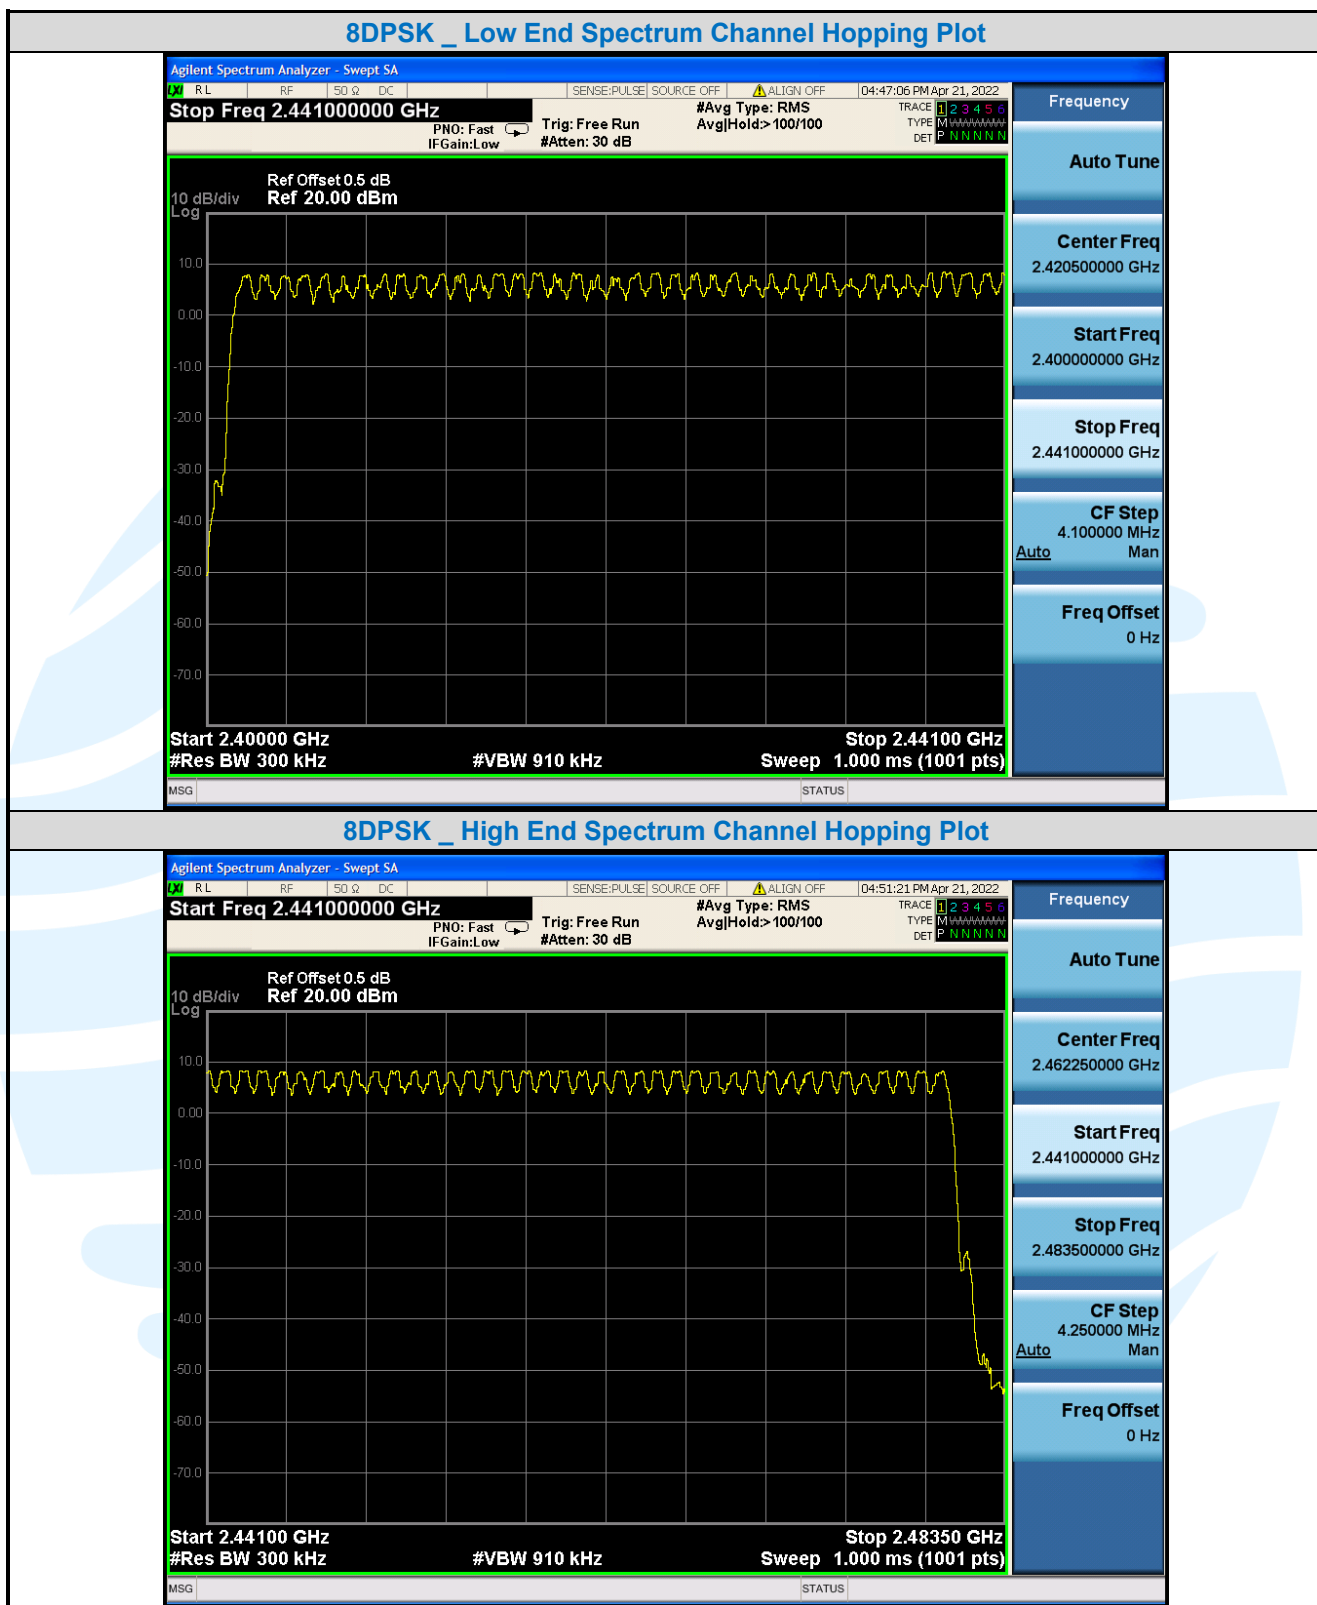 8DPSK _ Low End Spectrum Channel Hopping Plot
Agilent Spectrum Analyzer - Swept SA
LXI RL RF 50 Ω DC SENSE:PULSE SOURCE OFF ALIGN OFF 04:47:06 PM Apr 21, 2022
Stop Freq 2.441000000 GHz
PNO: Fast
IFGain:Low
Trig: Free Run
#Atten: 30 dB
#Avg Type: RMS
Avg|Hold:>100/100
TRACE 1 2 3 4 5 6
TYPE M WWWWW
DET P N N N N N
Ref Offset 0.5 dB
10 dB/div Ref 20.00 dBm
Log
10.0
0.00
-10.0
-20.0
-30.0
-40.0
-50.0
-60.0
-70.0
Start 2.40000 GHz Stop 2.44100 GHz
#Res BW 300 kHz #VBW 910 kHz Sweep 1.000 ms (1001 pts)
MSG STATUS
Frequency
Auto Tune
Center Freq
2.420500000 GHz
Start Freq
2.400000000 GHz
Stop Freq
2.441000000 GHz
CF Step
4.100000 MHz
Auto Man
Freq Offset
0 Hz
8DPSK _ High End Spectrum Channel Hopping Plot
Agilent Spectrum Analyzer - Swept SA
LXI RL RF 50 Ω DC SENSE:PULSE SOURCE OFF ALIGN OFF 04:51:21 PM Apr 21, 2022
Start Freq 2.441000000 GHz
PNO: Fast
IFGain:Low
Trig: Free Run
#Atten: 30 dB
#Avg Type: RMS
Avg|Hold:>100/100
TRACE 1 2 3 4 5 6
TYPE M WWWWW
DET P N N N N N
Ref Offset 0.5 dB
10 dB/div Ref 20.00 dBm
Log
10.0
0.00
-10.0
-20.0
-30.0
-40.0
-50.0
-60.0
-70.0
Start 2.44100 GHz Stop 2.48350 GHz
#Res BW 300 kHz #VBW 910 kHz Sweep 1.000 ms (1001 pts)
MSG STATUS
Frequency
Auto Tune
Center Freq
2.462250000 GHz
Start Freq
2.441000000 GHz
Stop Freq
2.483500000 GHz
CF Step
4.250000 MHz
Auto Man
Freq Offset
0 Hz